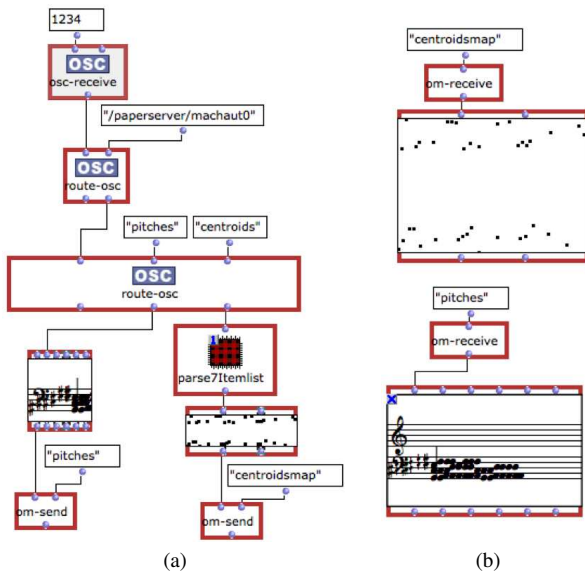 1234
OSC
osc-receive
"/paperserver/machaut0"
OSC
route-osc
"pitches"
"centroids"
OSC
route-osc
1
parse7Itemlist
"pitches"
om-send
"centroidsmap"
om-send
(a)
"centroidsmap"
om-receive
"pitches"
om-receive
x
(b)